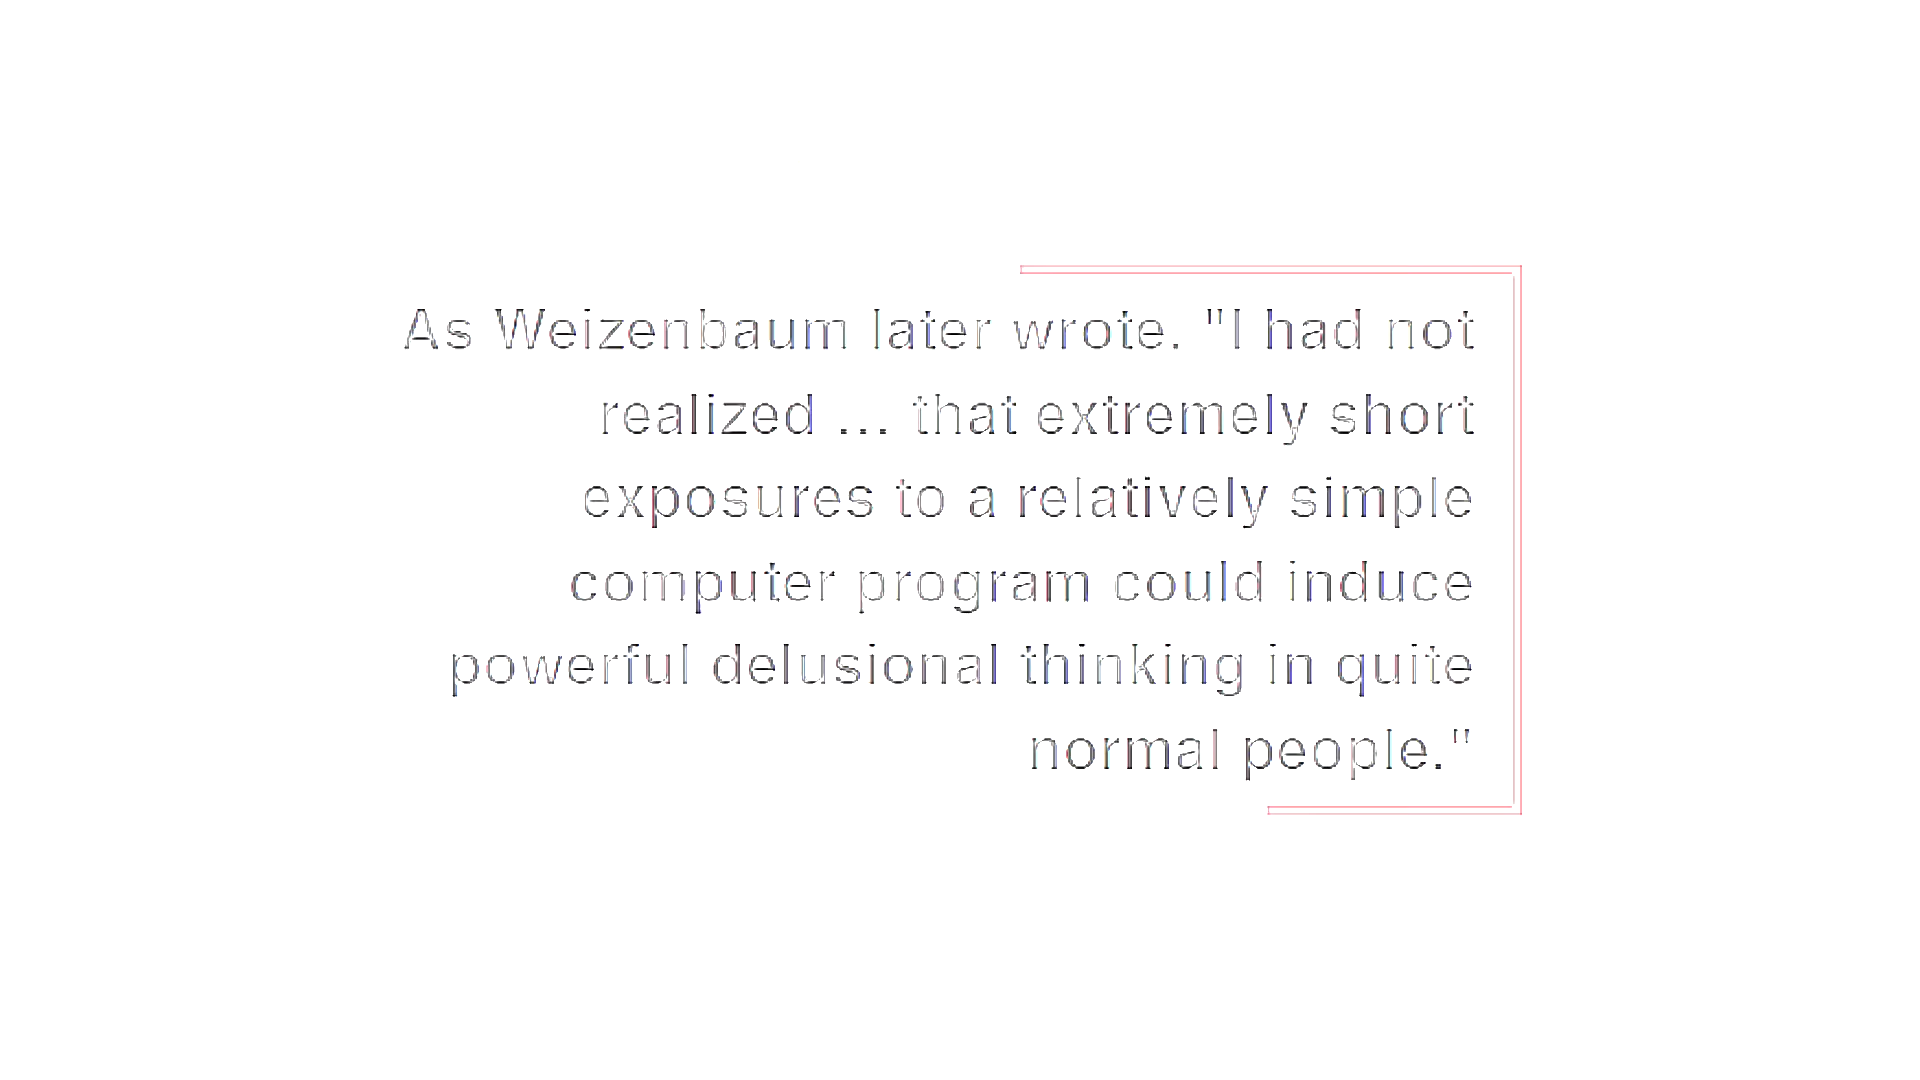 As Weizenbaum later wrote. "I had not
realized ... that extremely short
exposures to a relatively simple
computer program could induce
powerful delusional thinking in quite
normal people."